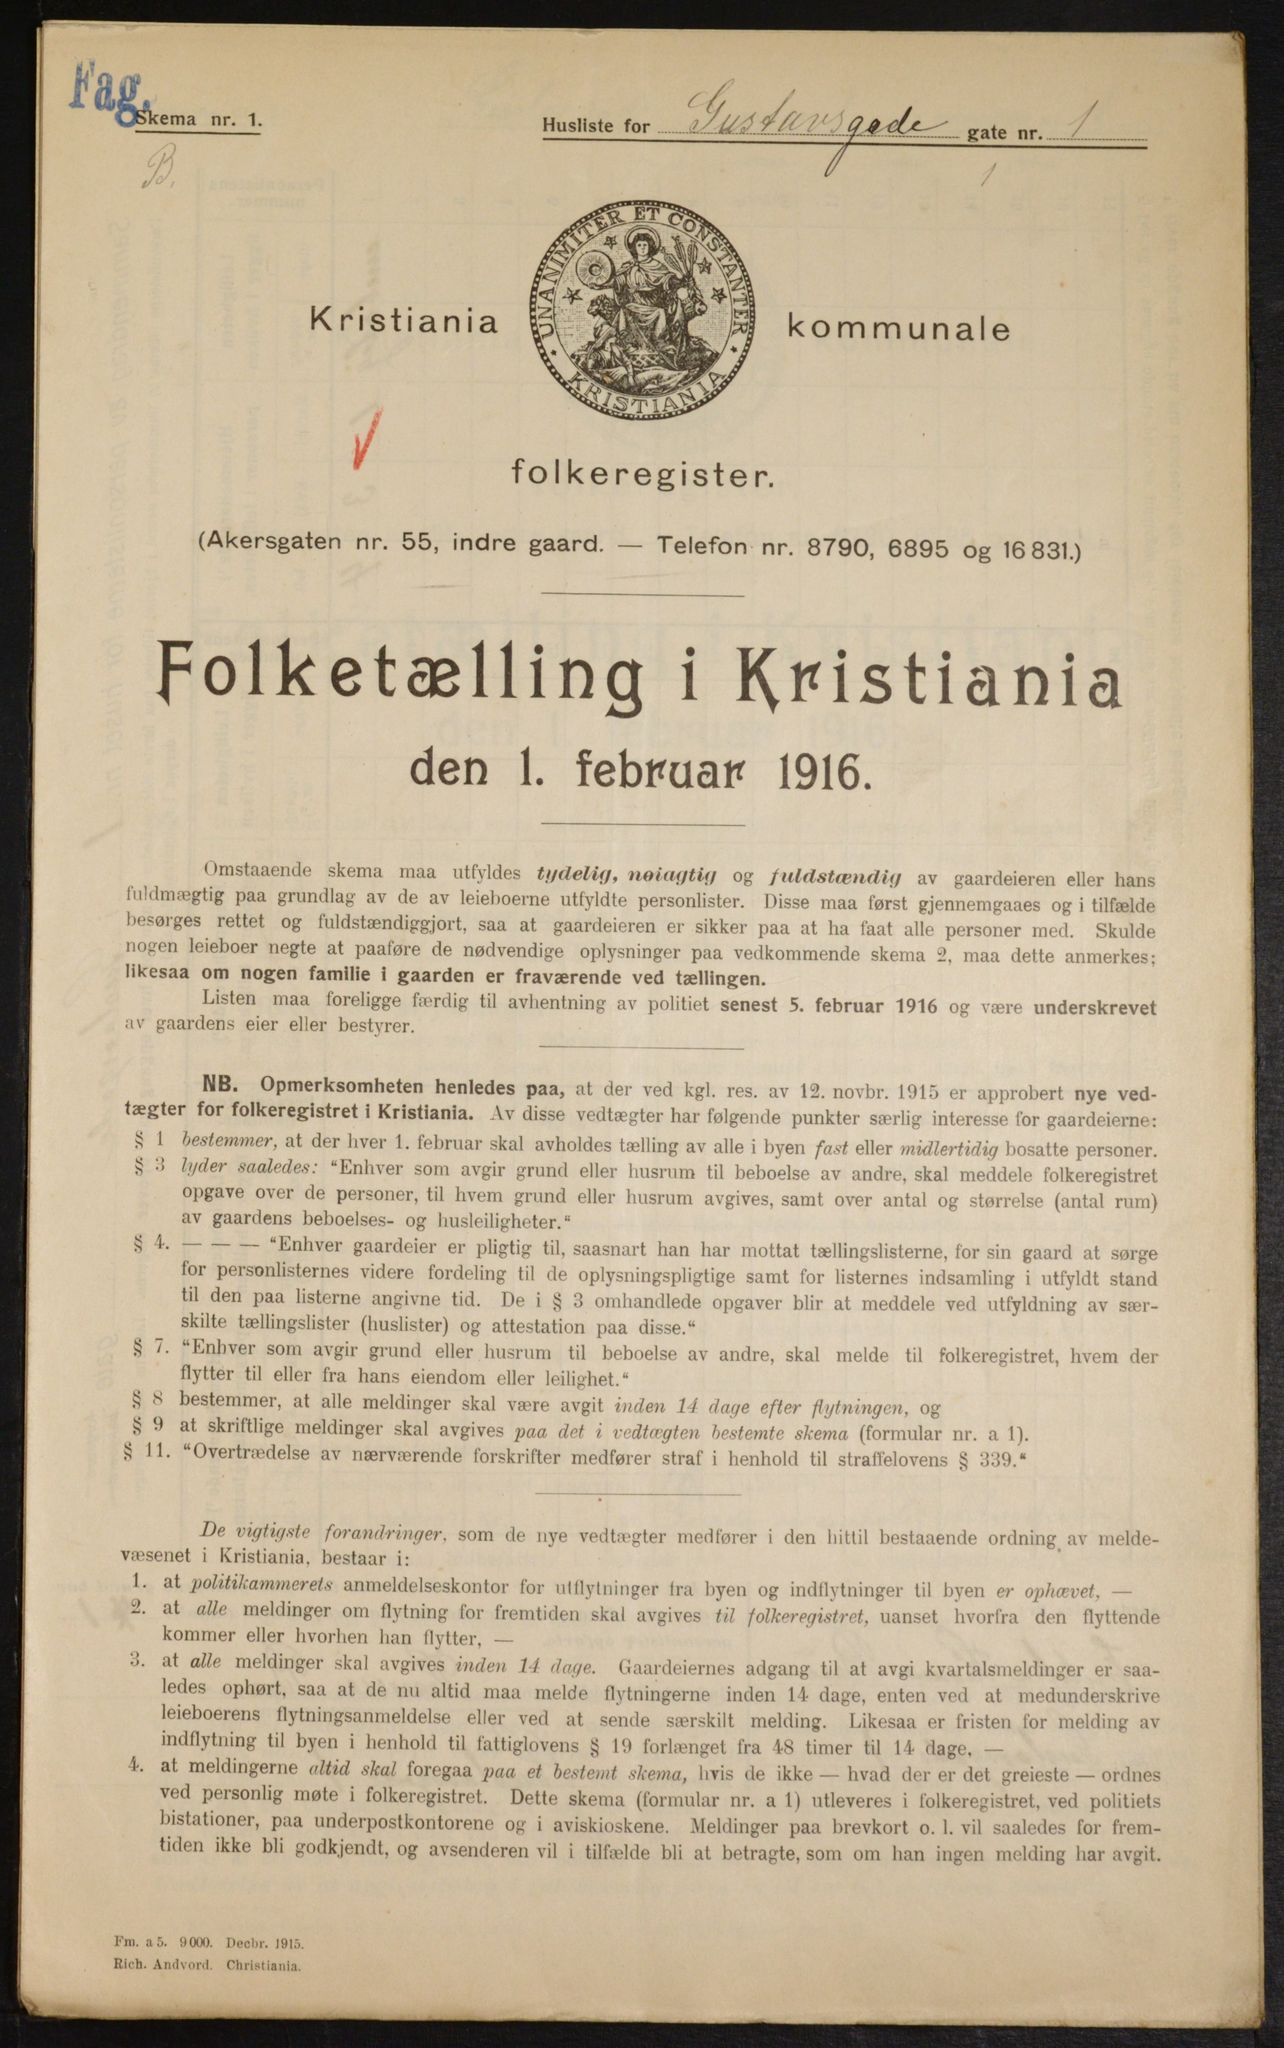 Fag.
Skema nr. 1.
B.
Husliste for Gustavsgade gate nr. 1
1
UNANIMITER ET CONSTANTER
KRISTIANIA
Kristiania kommunale
folkeregister.
(Akersgaten nr. 55, indre gaard. — Telefon nr. 8790, 6895 og 16 831.)
Folketælling i Kristiania
den 1. februar 1916.
Omstaaende skema maa utfyldes tydelig, nøiagtig og fuldstændig av gaardeieren eller hans
fuldmægtig paa grundlag av de av leieboerne utfyldte personlister. Disse maa først gjennemgaaes og i tilfælde
besørges rettet og fuldstændiggjort, saa at gaardeieren er sikker paa at ha faat alle personer med. Skulde
nogen leieboer negte at paaføre de nødvendige oplysninger paa vedkommende skema 2, maa dette anmerkes;
likesaa om nogen familie i gaarden er fraværende ved tællingen.
Listen maa foreligge færdig til avhentning av politiet senest 5. februar 1916 og være underskrevet
av gaardens eier eller bestyrer.
NB. Opmerksomheten henledes paa, at der ved kgl. res. av 12. novbr. 1915 er approbert nye ved-
tægter for folkeregistret i Kristiania. Av disse vedtægter har følgende punkter særlig interesse for gaardeierne:
§ 1 bestemmer, at der hver 1. februar skal avholdes tælling av alle i byen fast eller midlertidig bosatte personer.
§ 3 lyder saaledes: "Enhver som avgir grund eller husrum til beboelse av andre, skal meddele folkeregistret
opgave over de personer, til hvem grund eller husrum avgives, samt over antal og størrelse (antal rum)
av gaardens beboelses- og husleiligheter."
§ 4. — — — "Enhver gaardeier er pligtig til, saasnart han har mottat tællingslisterne, for sin gaard at sørge
for personlisternes videre fordeling til de oplysningspligtige samt for listernes indsamling i utfyldt stand
til den paa listerne angivne tid. De i § 3 omhandlede opgaver blir at meddele ved utfyldning av sær-
skilte tællingslister (huslister) og attestation paa disse."
§ 7. "Enhver som avgir grund eller husrum til beboelse av andre, skal melde til folkeregistret, hvem der
flytter til eller fra hans eiendom eller leilighet."
§ 8 bestemmer, at alle meldinger skal være avgit inden 14 dage efter flytningen, og
§ 9 at skriftlige meldinger skal avgives paa det i vedtægten bestemte skema (formular nr. a 1).
§ 11. "Overtrædelse av nærværende forskrifter medfører straf i henhold til straffelovens § 339."
De vigtigste forandringer, som de nye vedtægter medfører i den hittil bestaaende ordning av melde-
væsenet i Kristiania, bestaar i:
1. at politikammerets anmeldelseskontor for utflytninger fra byen og indflytninger til byen er ophævet, —
2. at alle meldinger om flytning for fremtiden skal avgives til folkeregistret, uanset hvorfra den flyttende
kommer eller hvorhen han flytter, —
3. at alle meldinger skal avgives inden 14 dage. Gaardeiernes adgang til at avgi kvartalsmeldinger er saa-
ledes ophørt, saa at de nu altid maa melde flytningerne inden 14 dage, enten ved at medunderskrive
leieboerens flytningsanmeldelse eller ved at sende særskilt melding. Likesaa er fristen for melding av
indflytning til byen i henhold til fattiglovens § 19 forlænget fra 48 timer til 14 dage, —
4. at meldingerne altid skal foregaa paa et bestemt skema, hvis de ikke — hvad der er det greieste — ordnes
ved personlig møte i folkeregistret. Dette skema (formular nr. a 1) utleveres i folkeregistret, ved politiets
bistationer, paa underpostkontorene og i aviskioskene. Meldinger paa brevkort o. l. vil saaledes for frem-
tiden ikke bli godkjendt, og avsenderen vil i tilfælde bli at betragte, som om han ingen melding har avgit.
Fm. a 5. 9 000. Decbr. 1915.
Rich. Andvord. Christiania.